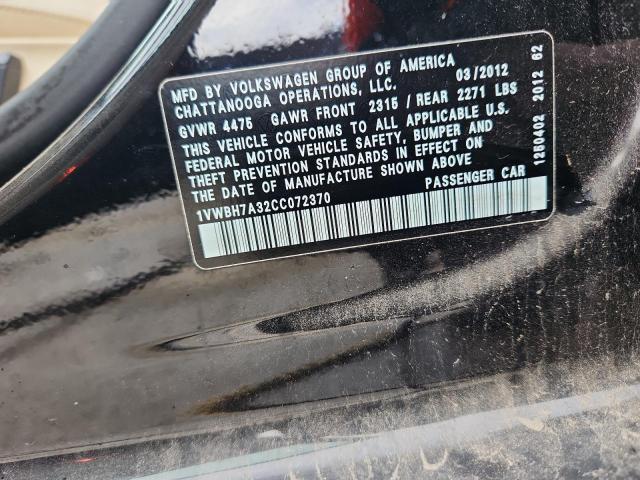 MFD BY VOLKSWAGEN GROUP OF AMERICA
CHATTANOOGA OPERATIONS, LLC. 03/2012
GVWR 4475 GAWR FRONT 2315 / REAR 2271 LBS
THIS VEHICLE CONFORMS TO ALL APPLICABLE U.S.
FEDERAL MOTOR VEHICLE SAFETY, BUMPER AND
THEFT PREVENTION STANDARDS IN EFFECT ON
THE DATE OF MANUFACTURE SHOWN ABOVE
1VWBH7A32CC072370 PASSENGER CAR
1280402 2012 62